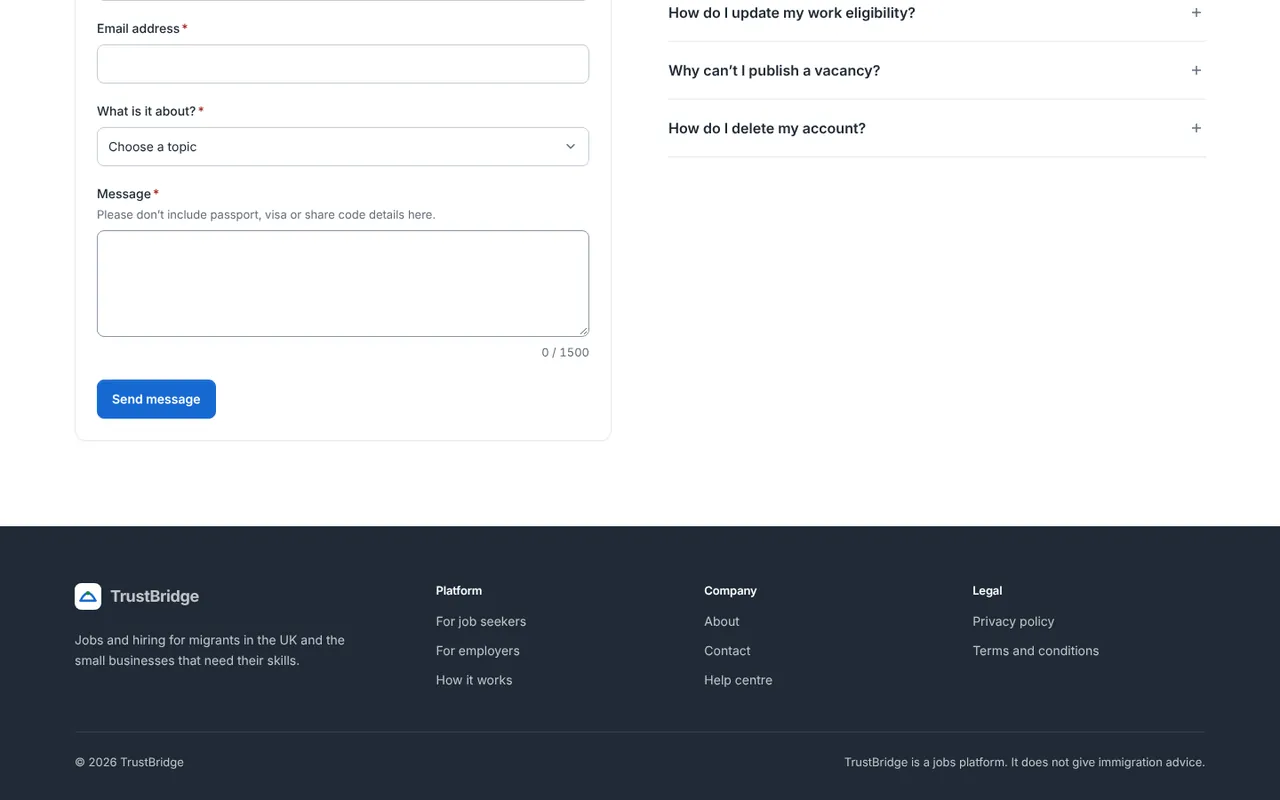 Email address*
What is it about?*
Choose a topic
Message*
Please don’t include passport, visa or share code details here.
0 / 1500
Send message
How do I update my work eligibility?
Why can’t I publish a vacancy?
How do I delete my account?
TrustBridge
Jobs and hiring for migrants in the UK and the
small businesses that need their skills.
Platform
For job seekers
For employers
How it works
Company
About
Contact
Help centre
Legal
Privacy policy
Terms and conditions
© 2026 TrustBridge
TrustBridge is a jobs platform. It does not give immigration advice.